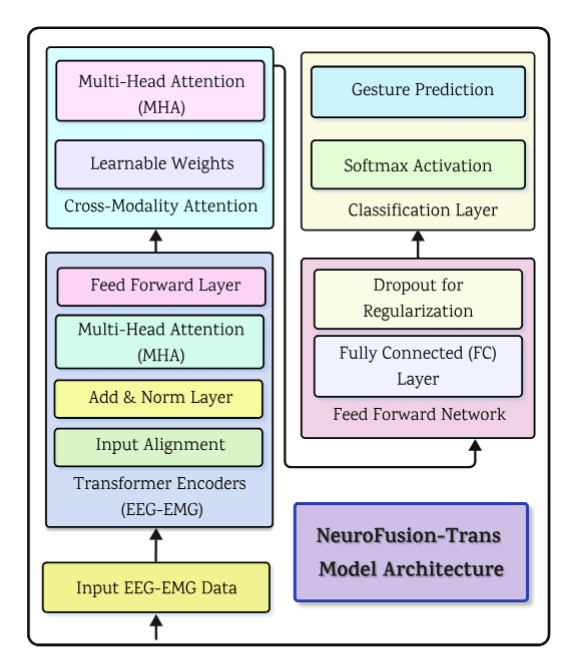 Multi-Head Attention
(MHA)
Learnable Weights
Cross-Modality Attention
Feed Forward Layer
Multi-Head Attention
(MHA)
Add & Norm Layer
Input Alignment
Transformer Encoders
(EEG-EMG)
Input EEG-EMG Data
Gesture Prediction
Softmax Activation
Classification Layer
Dropout for
Regularization
Fully Connected (FC)
Layer
Feed Forward Network
NeuroFusion-Trans
Model Architecture